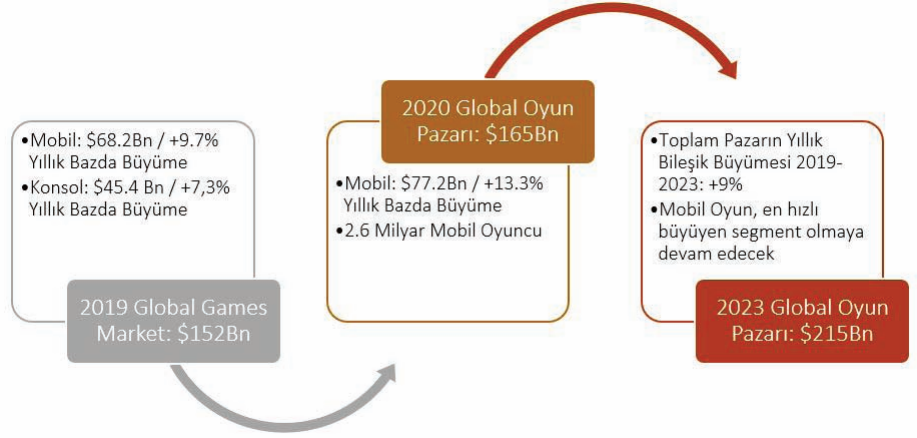 •Mobil: $68.2Bn / +9.7%
Yıllık Bazda Büyüme
•Konsol: $45.4 Bn / +7,3%
Yıllık Bazda Büyüme
2019 Global Games
Market: $152Bn
2020 Global Oyun
Pazarı: $165Bn
•Mobil: $77.2Bn / +13.3%
Yıllık Bazda Büyüme
•2.6 Milyar Mobil Oyuncu
•Toplam Pazarın Yıllık
Bileşik Büyümesi 2019-
2023: +9%
•Mobil Oyun, en hızlı
büyüyen segment olmaya
devam edecek
2023 Global Oyun
Pazarı: $215Bn